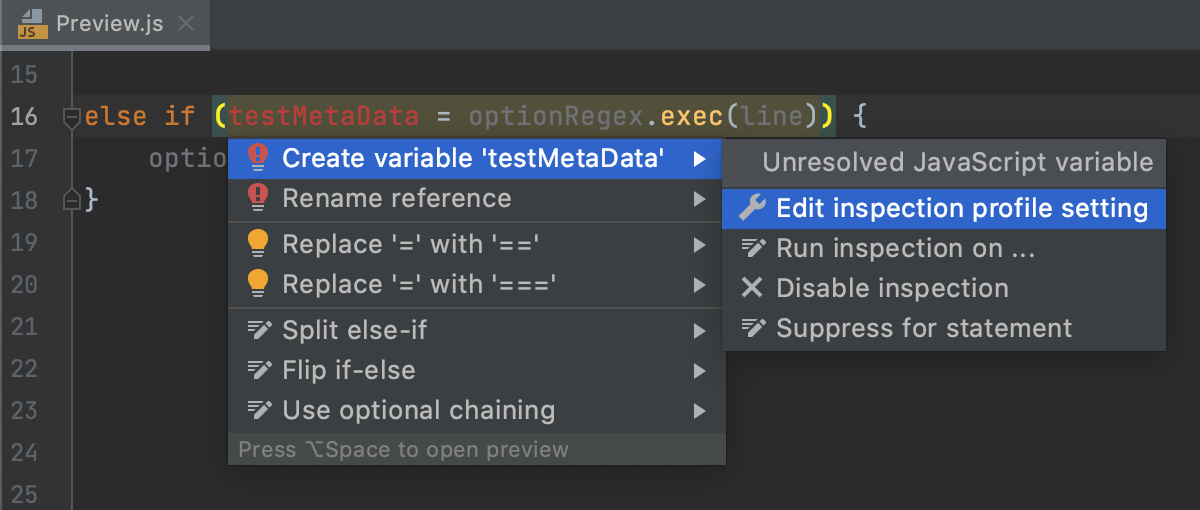 JS Preview.js
15
16 else if (testMetaData = optionRegex.exec(line)) {
17 optio
18 }
19
20
21
22
23
24
25
Create variable 'testMetaData'
Rename reference
Replace '=' with '=='
Replace '=' with '==='
Split else-if
Flip if-else
Use optional chaining
Press ⌥Space to open preview
Unresolved JavaScript variable
Edit inspection profile setting
Run inspection on ...
Disable inspection
Suppress for statement